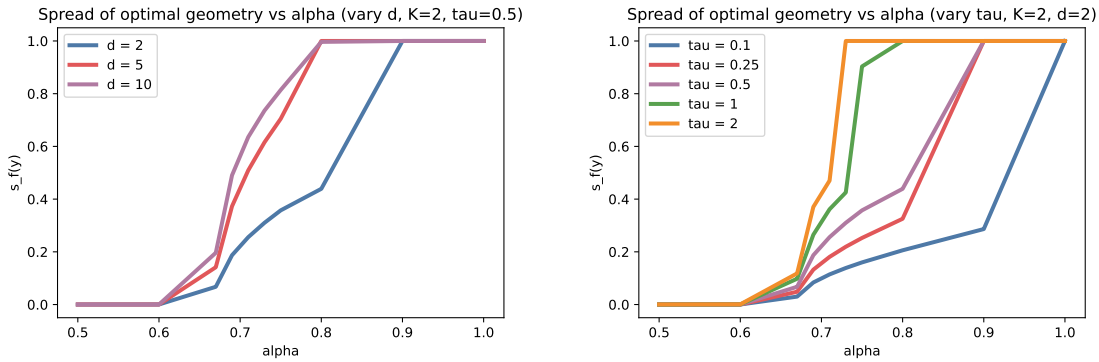 Spread of optimal geometry vs alpha (vary d, K=2, tau=0.5)
s_f(y)
1.0
0.8
0.6
0.4
0.2
0.0
d = 2
d = 5
d = 10
0.5 0.6 0.7 0.8 0.9 1.0
alpha
Spread of optimal geometry vs alpha (vary tau, K=2, d=2)
s_f(y)
1.0
0.8
0.6
0.4
0.2
0.0
tau = 0.1
tau = 0.25
tau = 0.5
tau = 1
tau = 2
0.5 0.6 0.7 0.8 0.9 1.0
alpha